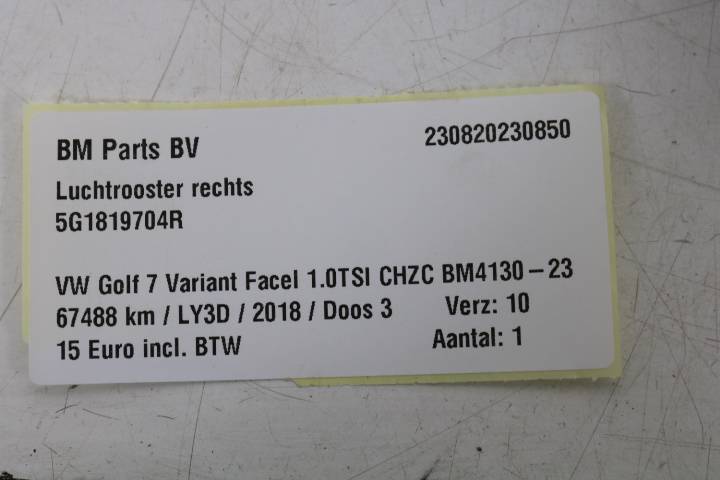 BM Parts BV 230820230850
Luchtrooster rechts
5G1819704R
VW Golf 7 Variant Facel 1.0TSI CHZC BM4130-23
67488 km / LY3D / 2018 / Doos 3 Verz: 10
15 Euro incl. BTW Aantal: 1